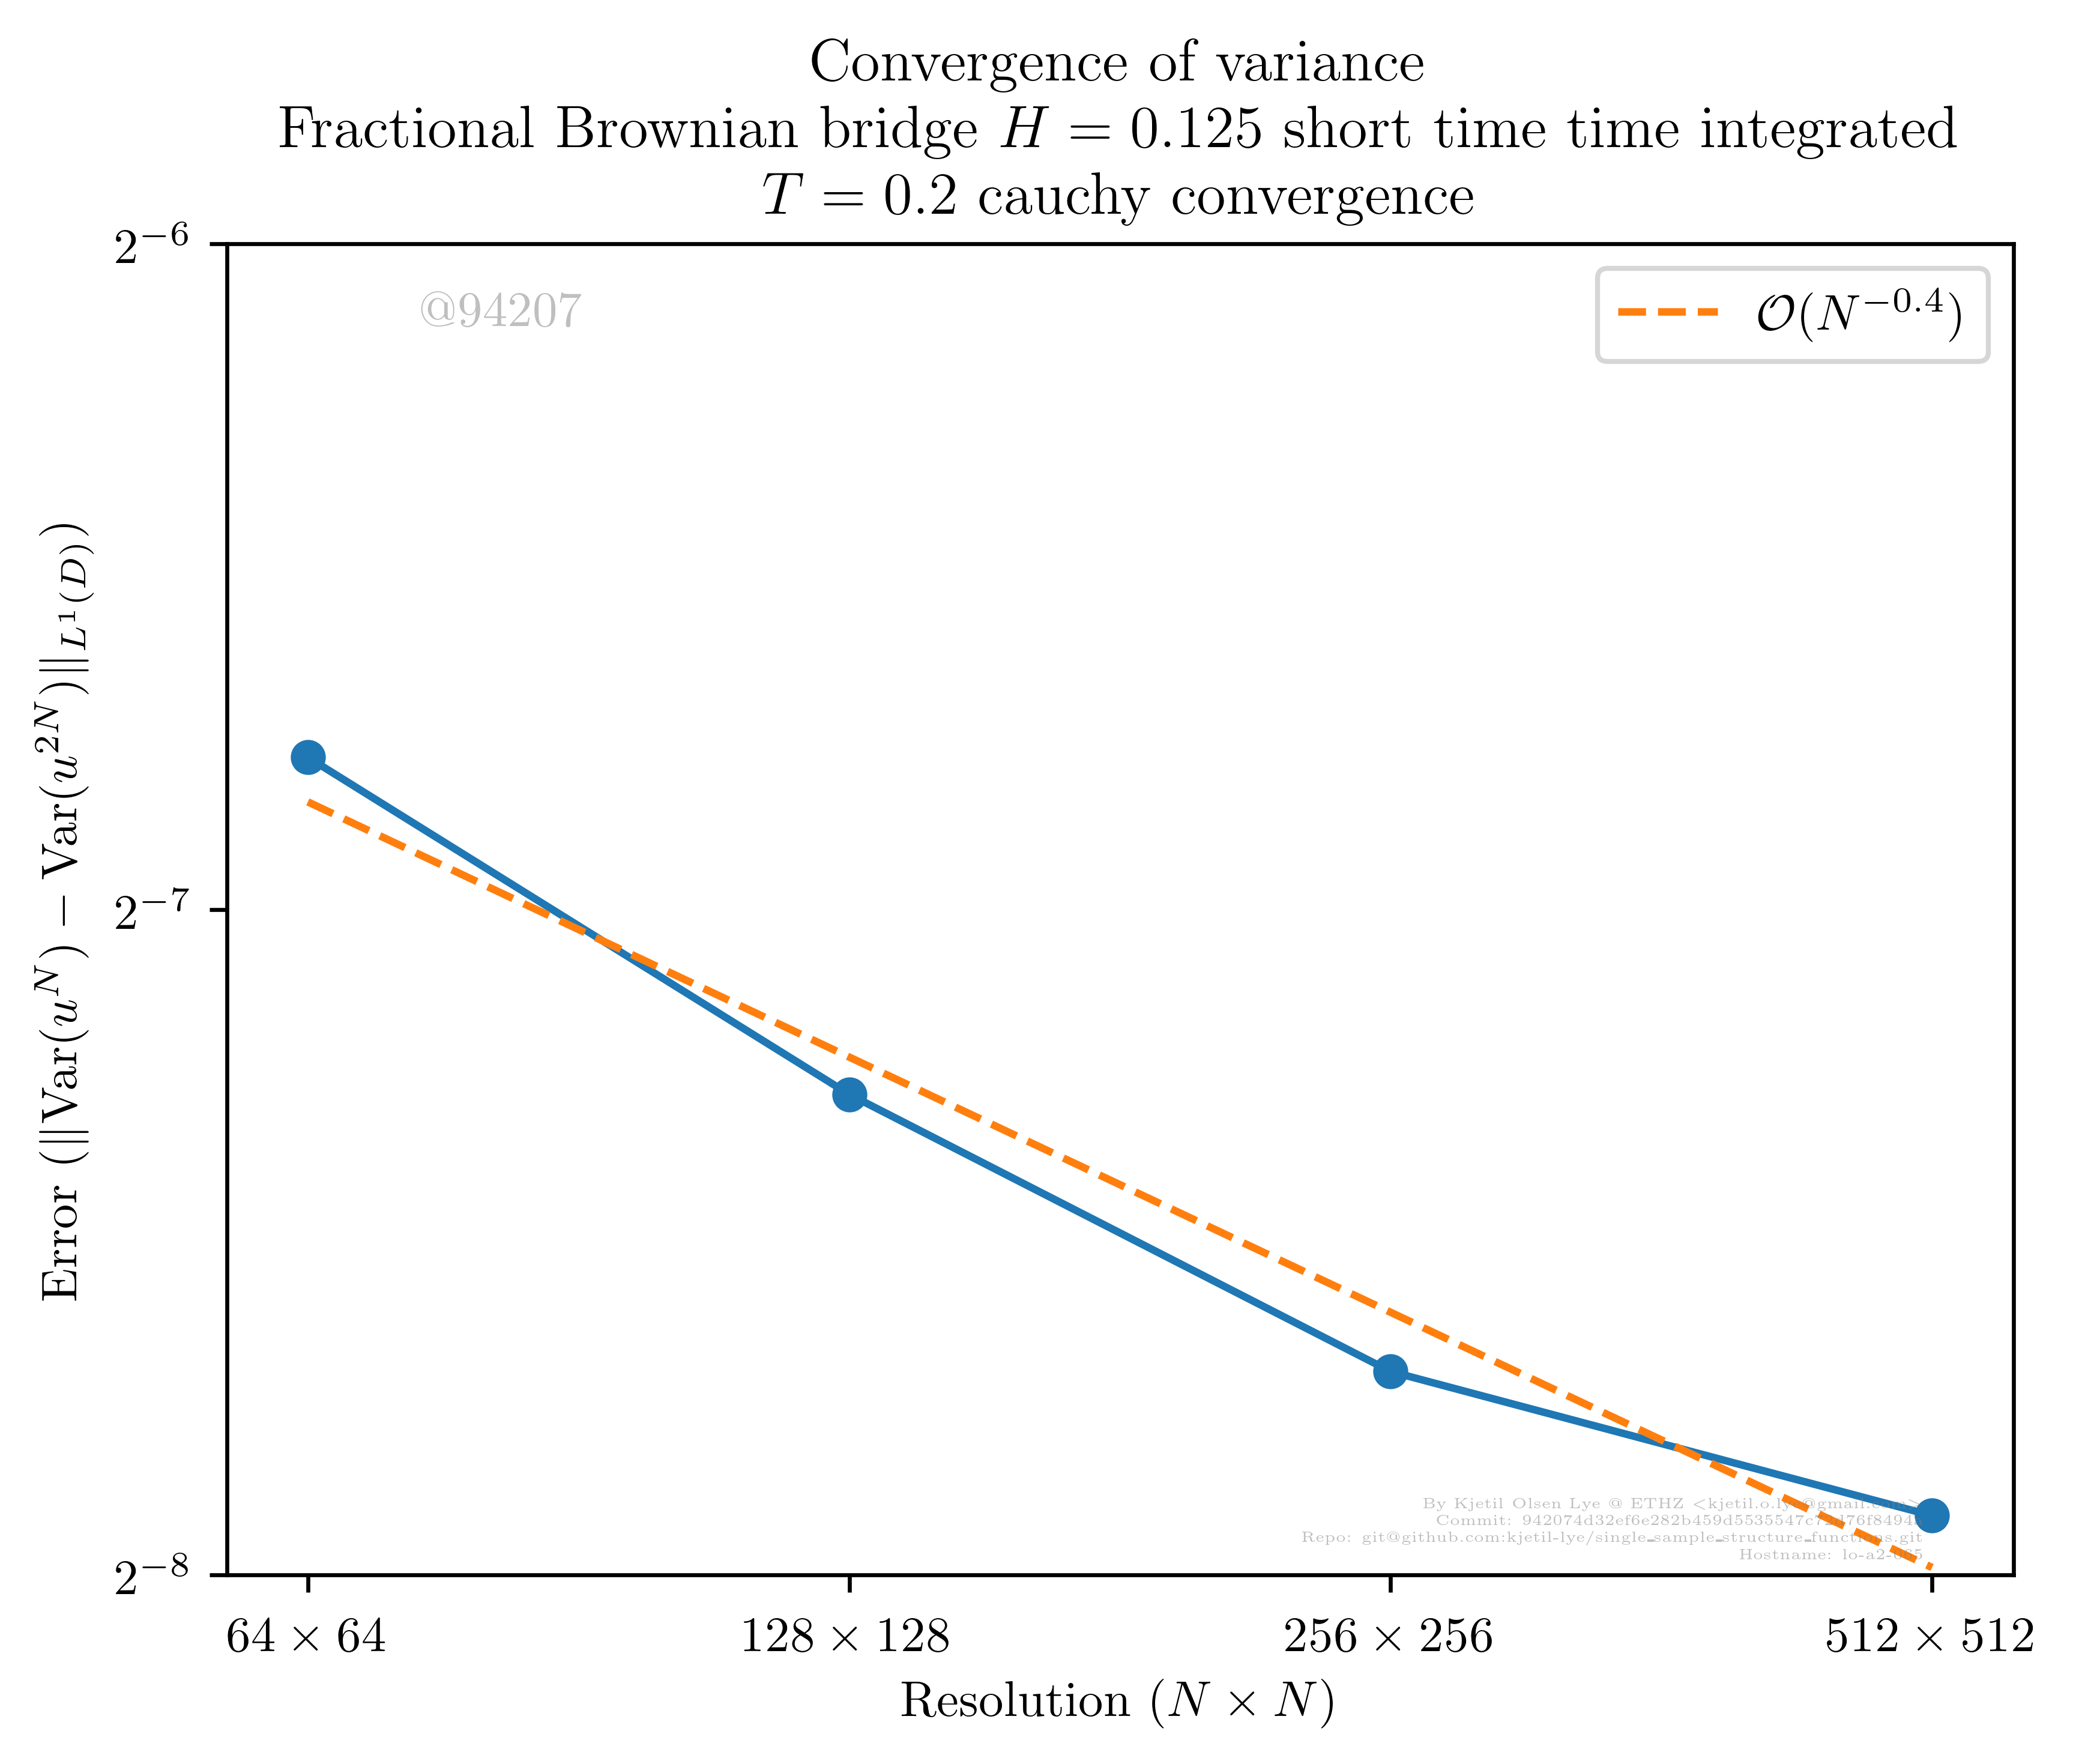 Convergence of variance
Fractional Brownian bridge H = 0.125 short time time integrated
T = 0.2 cauchy convergence
2^{-6}
@94207
O(N^{-0.4})
Error (||Var(u^N) − Var(u^{2N})||_{L^1(D)})
2^{-7}
By Kjetil Olsen Lye @ ETHZ <kjetil.o.lye@gmail.com>
Commit:
Repo: git@github.com:kjetil-lye/single_sample_structure_functions.git
Hostname:
2^{-8}
64 × 64
128 × 128
256 × 256
512 × 512
Resolution (N × N)